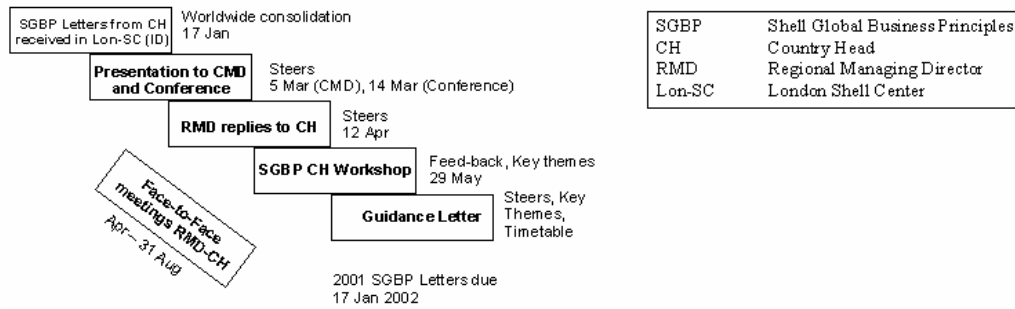 SGBP Letters from CH
received in Lon-SC (ID)
Worldwide consolidation
17 Jan
Presentation to CMD
and Conference
Steers
5 Mar (CMD), 14 Mar (Conference)
RMD replies to CH
Steers
12 Apr
SGBP CH Workshop
Feed-back, Key themes
29 May
Guidance Letter
Steers, Key
Themes,
Timetable
Face-to-Face
meetings RMD-CH
Apr – 31 Aug
2001 SGBP Letters due
17 Jan 2002
SGBP Shell Global Business Principles
CH Country Head
RMD Regional Managing Director
Lon-SC London Shell Center